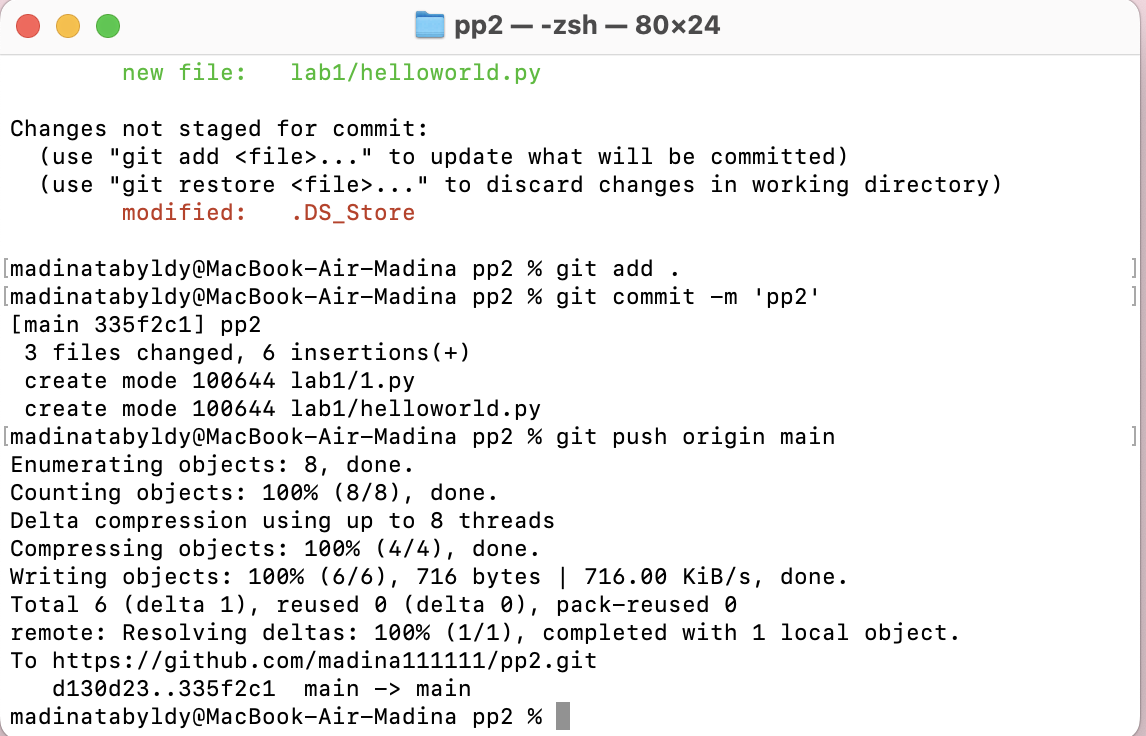 pp2 — -zsh — 80×24
new file:   lab1/helloworld.py
Changes not staged for commit:
(use "git add <file>..." to update what will be committed)
(use "git restore <file>..." to discard changes in working directory)
modified:   .DS_Store
[madinatabyldy@MacBook-Air-Madina pp2 % git add . ]
[madinatabyldy@MacBook-Air-Madina pp2 % git commit -m 'pp2' ]
[main 335f2c1] pp2
3 files changed, 6 insertions(+)
create mode 100644 lab1/1.py
create mode 100644 lab1/helloworld.py
[madinatabyldy@MacBook-Air-Madina pp2 % git push origin main ]
Enumerating objects: 8, done.
Counting objects: 100% (8/8), done.
Delta compression using up to 8 threads
Compressing objects: 100% (4/4), done.
Writing objects: 100% (6/6), 716 bytes | 716.00 KiB/s, done.
Total 6 (delta 1), reused 0 (delta 0), pack-reused 0
remote: Resolving deltas: 100% (1/1), completed with 1 local object.
To https://github.com/madina111111/pp2.git
d130d23..335f2c1  main -> main
madinatabyldy@MacBook-Air-Madina pp2 %